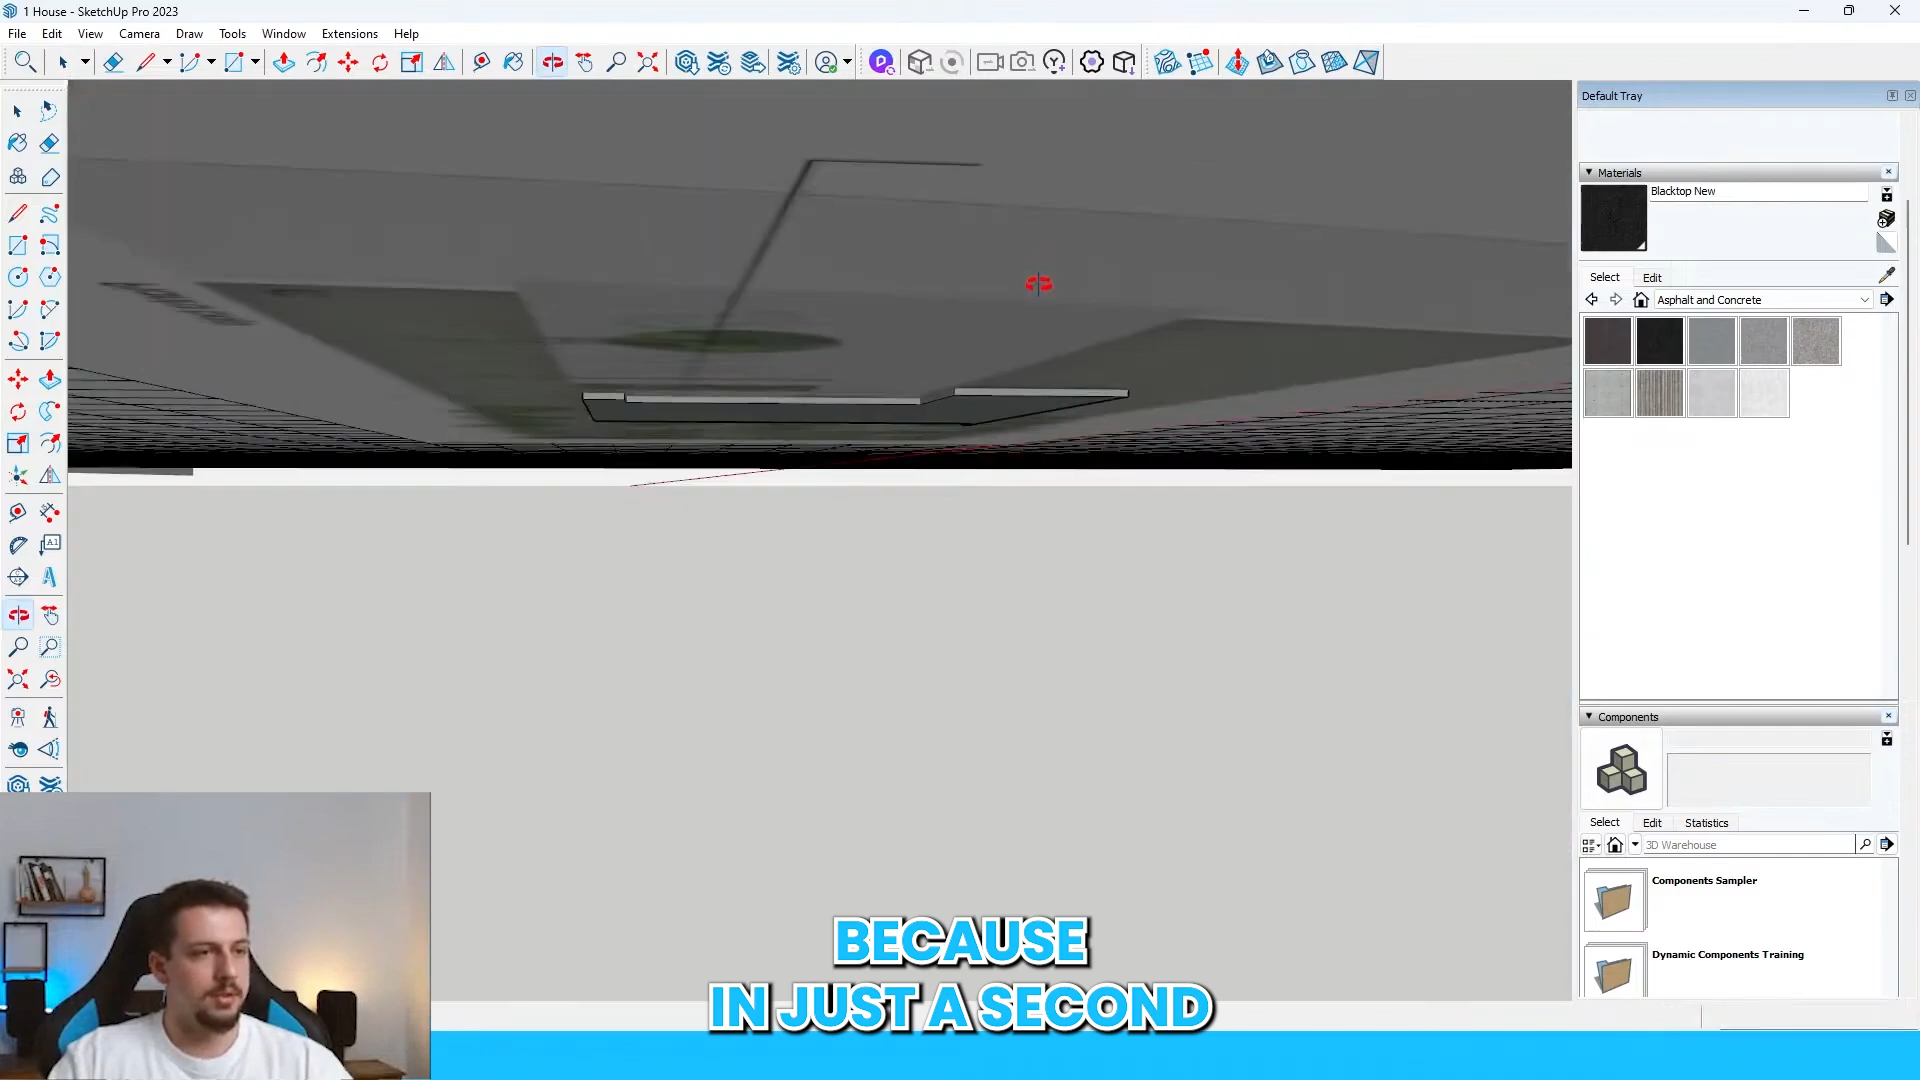 1 House - SketchUp Pro 2023
File Edit View Camera Draw Tools Window Extensions Help
Default Tray
Materials
Blacktop New
Select Edit
Asphalt and Concrete
Components
Select Edit Statistics
3D Warehouse
Components Sampler
Dynamic Components Training
BECAUSE
IN JUST A SECOND